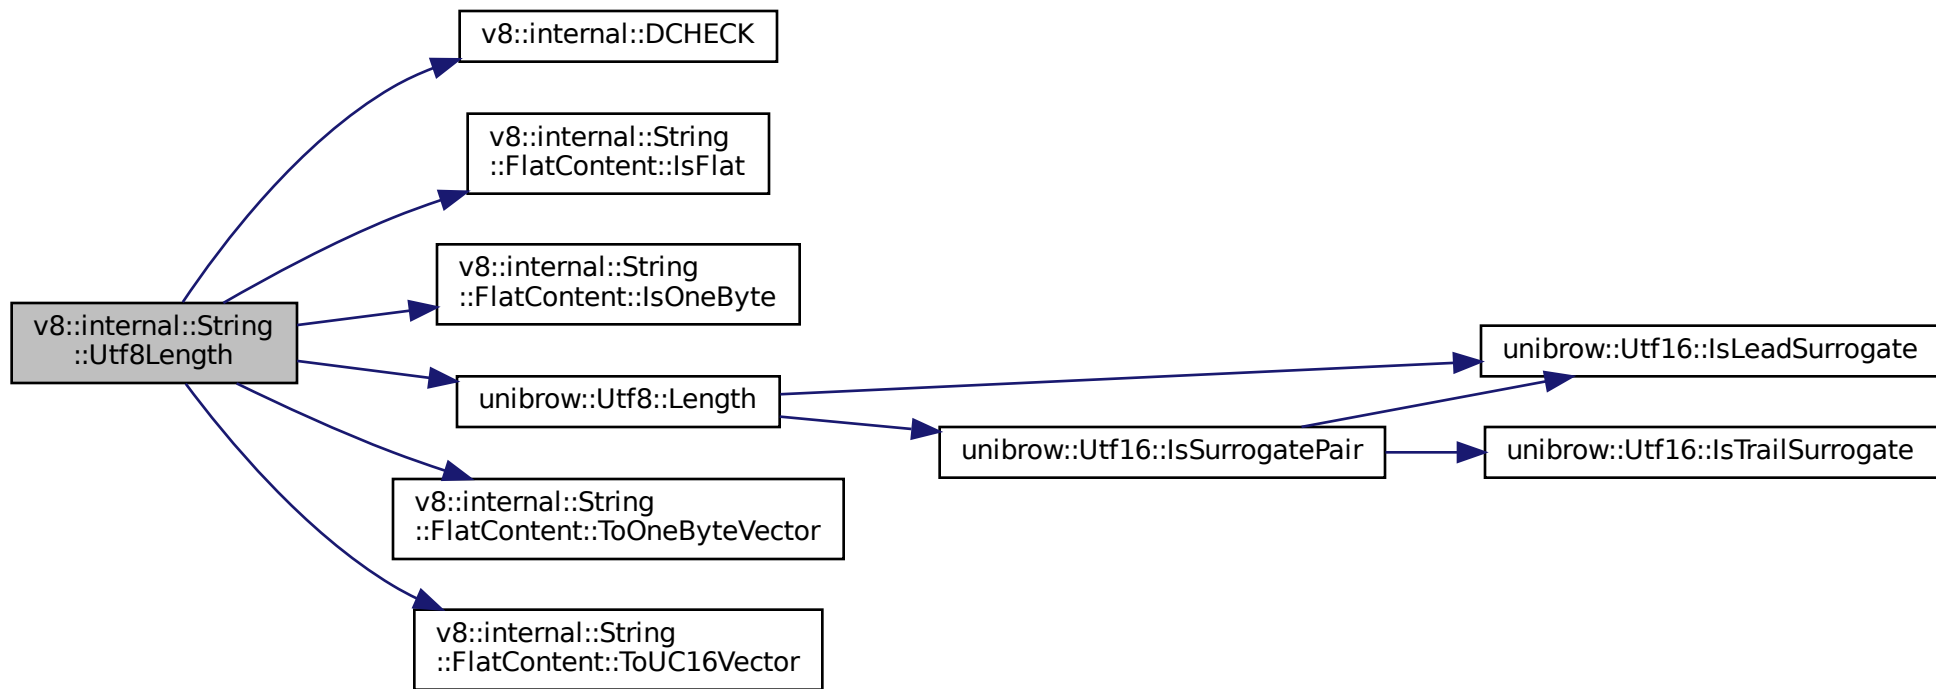 v8::internal::DCHECK
v8::internal::String
::FlatContent::IsFlat
v8::internal::String
::FlatContent::IsOneByte
v8::internal::String
::Utf8Length
unibrow::Utf8::Length
unibrow::Utf16::IsLeadSurrogate
unibrow::Utf16::IsSurrogatePair
unibrow::Utf16::IsTrailSurrogate
v8::internal::String
::FlatContent::ToOneByteVector
v8::internal::String
::FlatContent::ToUC16Vector